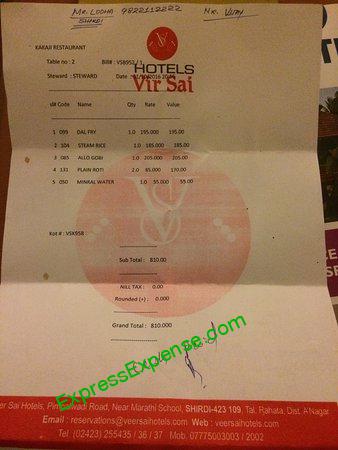 MR. LODHA 9822112222 MR. VIJAY
SHIRDI
KAKAJI RESTAURANT
HOTELS
Vir Sai
Table no : 2 Bill# : VSB953 / 1
Steward : STEWARD Date : /2016
sl# Code Name Qty Rate Value
1 099 DAL FRY 1.0 195.000 195.00
2 104 STEAM RICE 1.0 185.000 185.00
3 085 ALLO GOBI 1.0 205.000 205.00
4 131 PLAIN ROTI 2.0 85.000 170.00
5 050 MINRAL WATER 1.0 55.000 55.00
Kot # : VSK958
Sub Total : 810.00
NILL TAX : 0.00
Rounded (+) : 0.000
Grand Total : 810.000
ExpressExpense.com
Sai Hotels, Road, Near Marathi School, SHIRDI-423 109, Tal. Rahata, Dist. A'Nagar
Email : reservations@veersaihotels.com Web : veersaihotels.com
Tel (02423) 255435 / 36 / 37 Mob. 07775003003 / 2002